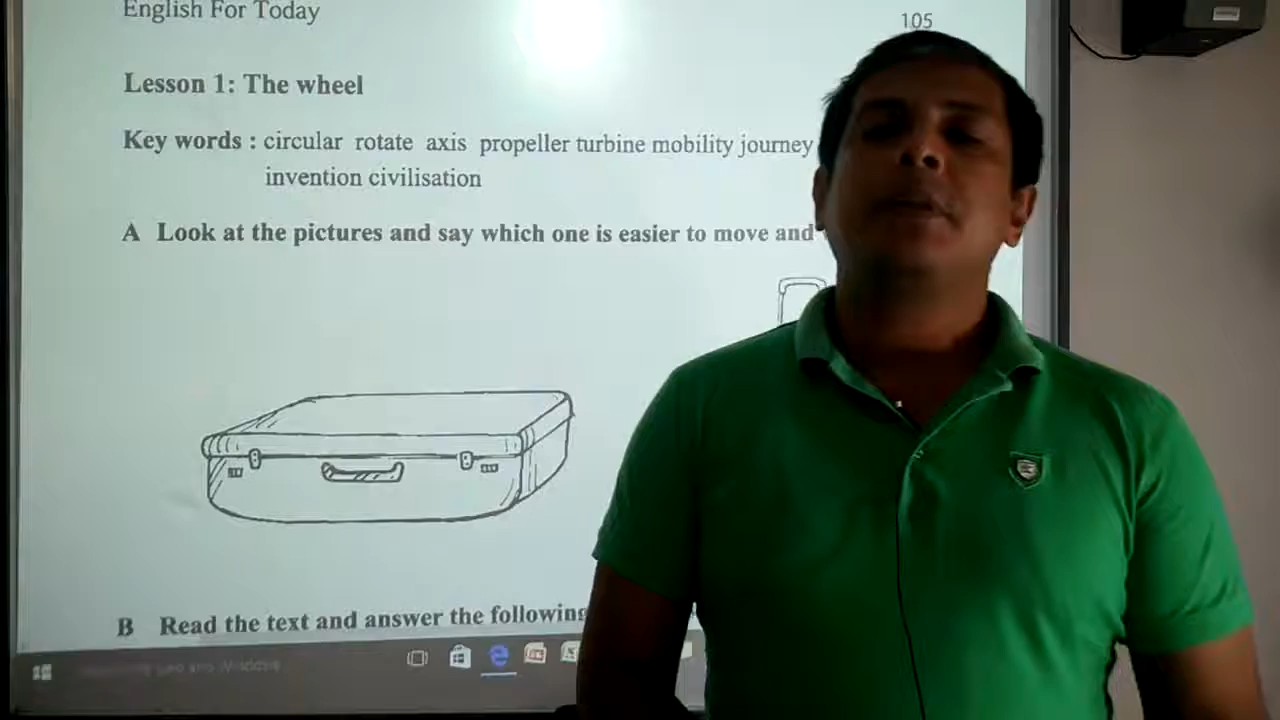 English For Today
105
Lesson 1: The wheel
Key words : circular rotate axis propeller turbine mobility journey
invention civilisation
A Look at the pictures and say which one is easier to move and
B Read the text and answer the following